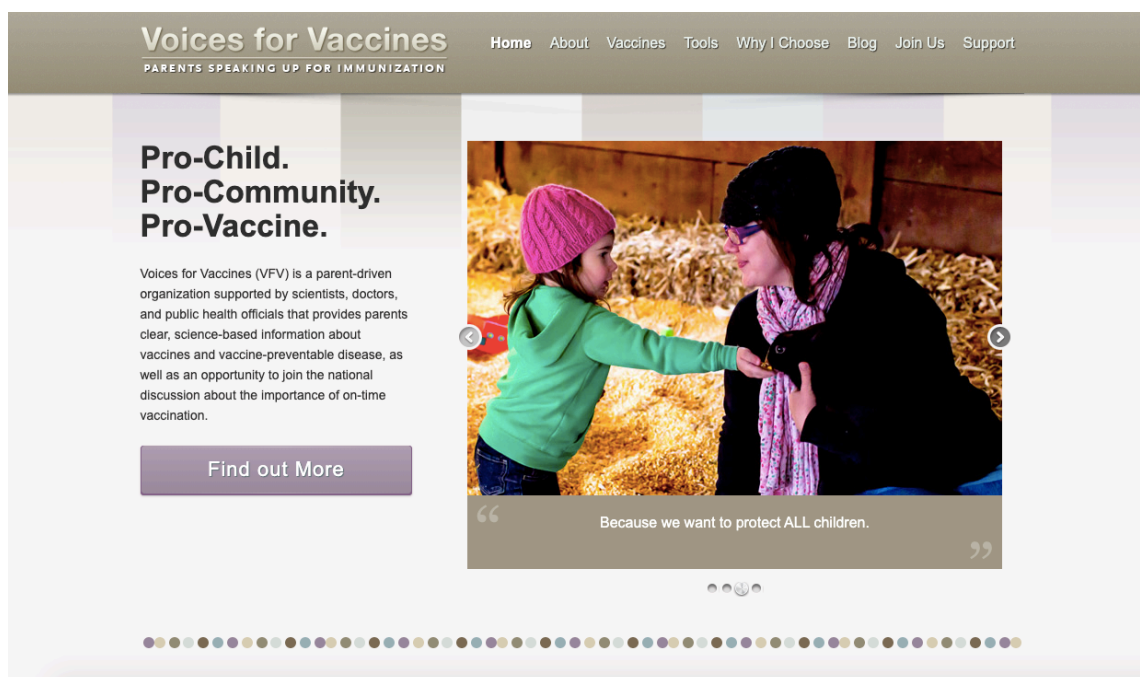 Voices for Vaccines
PARENTS SPEAKING UP FOR IMMUNIZATION
Home About Vaccines Tools Why I Choose Blog Join Us Support
Pro-Child.
Pro-Community.
Pro-Vaccine.
Voices for Vaccines (VFV) is a parent-driven
organization supported by scientists, doctors,
and public health officials that provides parents
clear, science-based information about
vaccines and vaccine-preventable disease, as
well as an opportunity to join the national
discussion about the importance of on-time
vaccination.
Find out More
“
Because we want to protect ALL children.
”